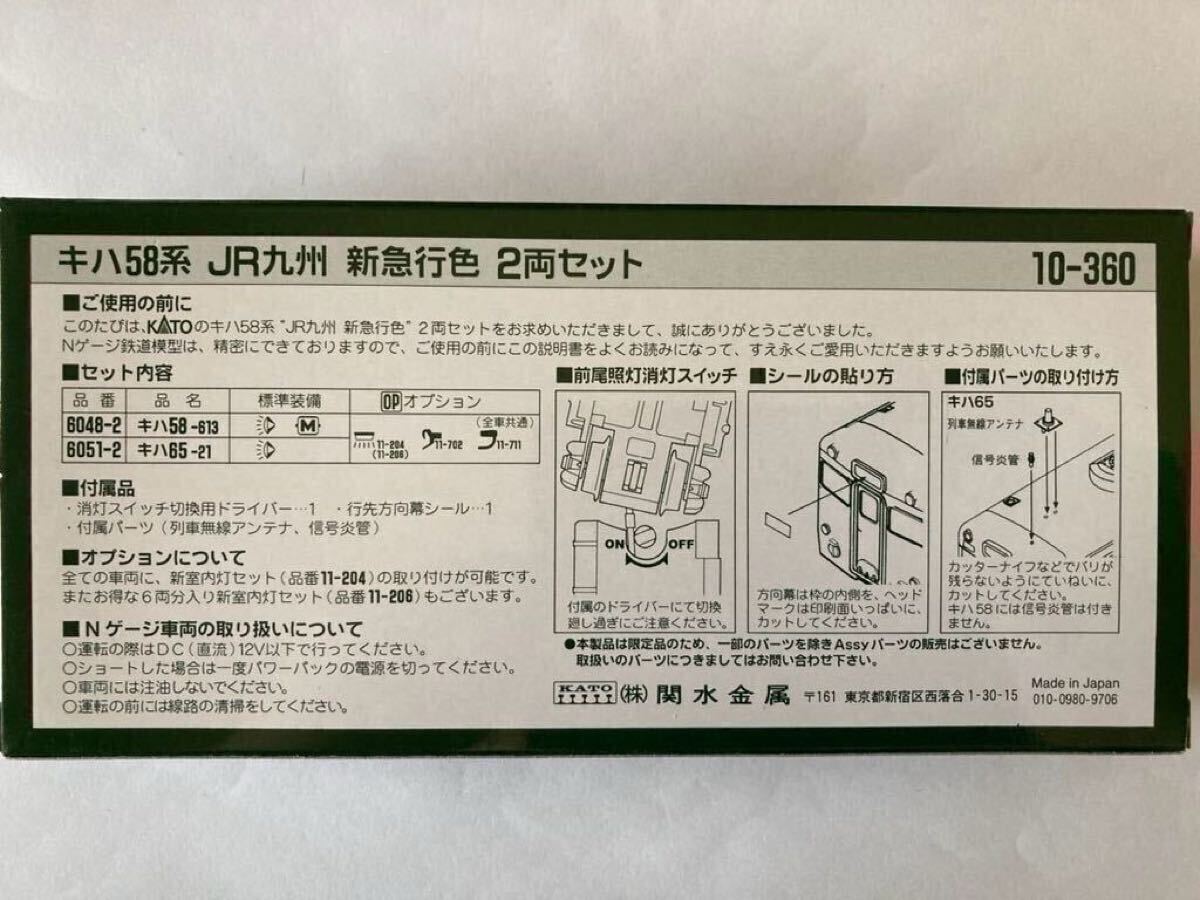 キハ58系 JR九州 新急行色 2両セット 10-360
■ご使用の前に
このたびは、KATOのキハ58系 "JR九州 新急行色" 2両セットをお求めいただきまして、誠にありがとうございました。
Nゲージ鉄道模型は、精密にできておりますので、ご使用の前にこの説明書をよくお読みになって、すえ永くご愛用いただきますようお願いいたします。
■セット内容
品番 品名 標準装備 OPオプション
(全車共通)
6048-2 キハ58-613 M
6051-2 キハ65-21
11-204 11-702 11-711
(11-206)
■付属品
・消灯スイッチ切換用ドライバー…1 ・行先方向幕シール…1
・付属パーツ(列車無線アンテナ、信号炎管)
■オプションについて
全ての車両に、新室内灯セット(品番11-204)の取り付けが可能です。
またお得な6両分入り新室内灯セット(品番11-206)もございます。
■Nゲージ車両の取り扱いについて
○運転の際はDC(直流)12V以下で行ってください。
○ショートした場合は一度パワーパックの電源を切ってください。
○車両には注油しないでください。
○運転の前には線路の清掃をしてください。
■前尾照灯消灯スイッチ
ON OFF
付属のドライバーにて切換
廻し過ぎにご注意ください。
■シールの貼り方
方向幕は枠の内側を、ヘッド
マークは印刷面いっぱいに、
カットしてください。
■付属パーツの取り付け方
キハ65
列車無線アンテナ
信号炎管
カッターナイフなどでバリが
残らないようにていねいに、
カットしてください。
キハ58には信号炎管は付き
ません。
●本製品は限定品のため、一部のパーツを除きAssyパーツの販売はございません。
取扱いのパーツにつきましてはお問い合わせ下さい。
KATO (株)関水金属 〒161 東京都新宿区西落合1-30-15
Made in Japan
010-0980-9706